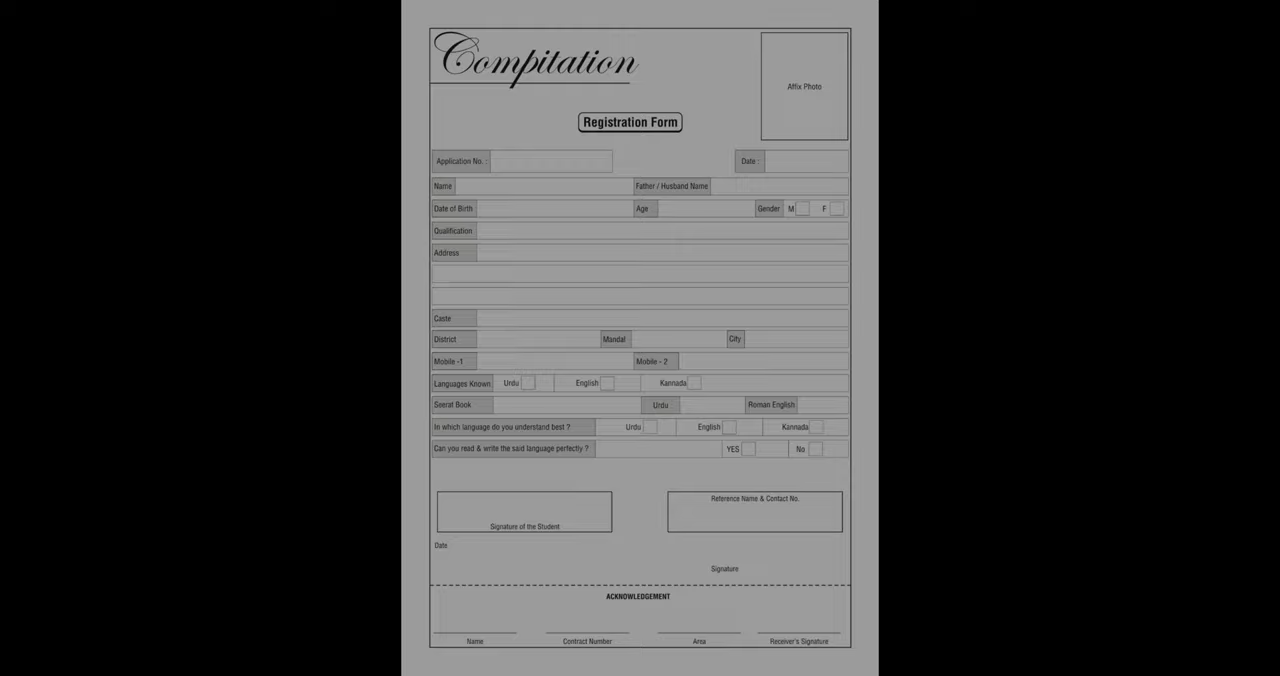 Compitation
Affix Photo
Registration Form
Application No. : Date :
Name Father / Husband Name
Date of Birth Age Gender M F
Qualification
Address
Caste
District Mandal City
Mobile -1 Mobile - 2
Languages Known Urdu English Kannada
Seerat Book Urdu Roman English
In which language do you understand best ? Urdu English Kannada
Can you read & write the said language perfectly ? YES No
Reference Name & Contact No.
Signature of the Student
Date
Signature
ACKNOWLEDGEMENT
Name Contract Number Area Receiver's Signature